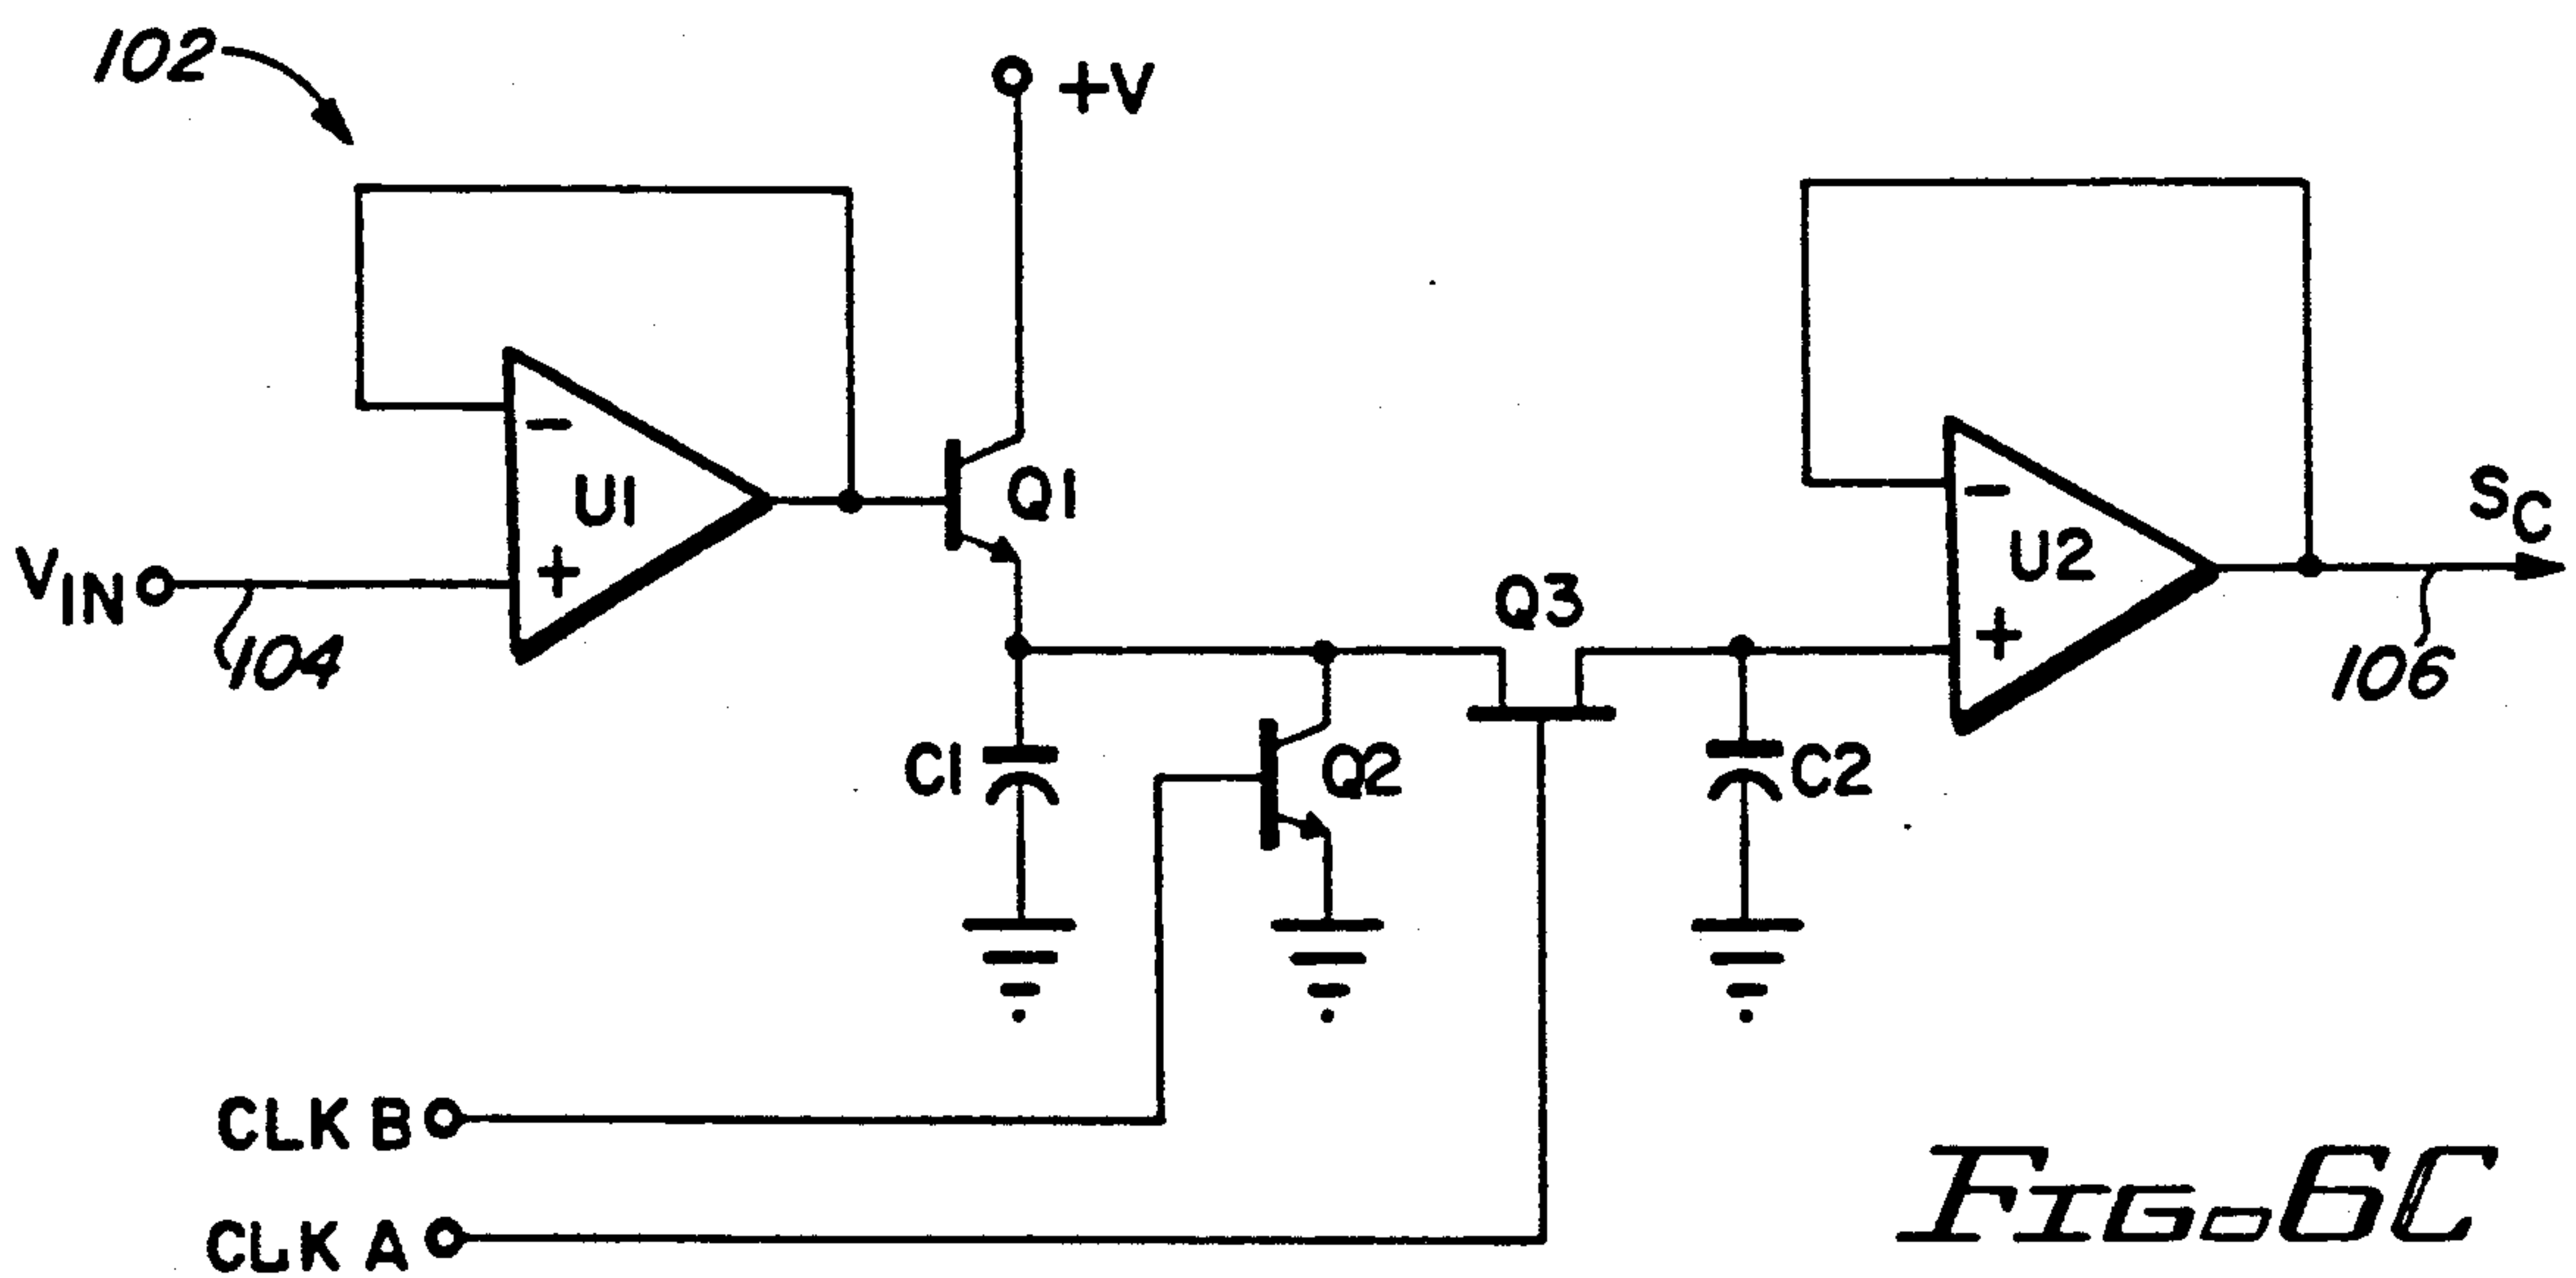 102
+V
−
U1
+
Q1
VIN
104
−
U2
+
SC
106
Q3
C1
Q2
C2
CLK B
CLK A
FIG. 6C